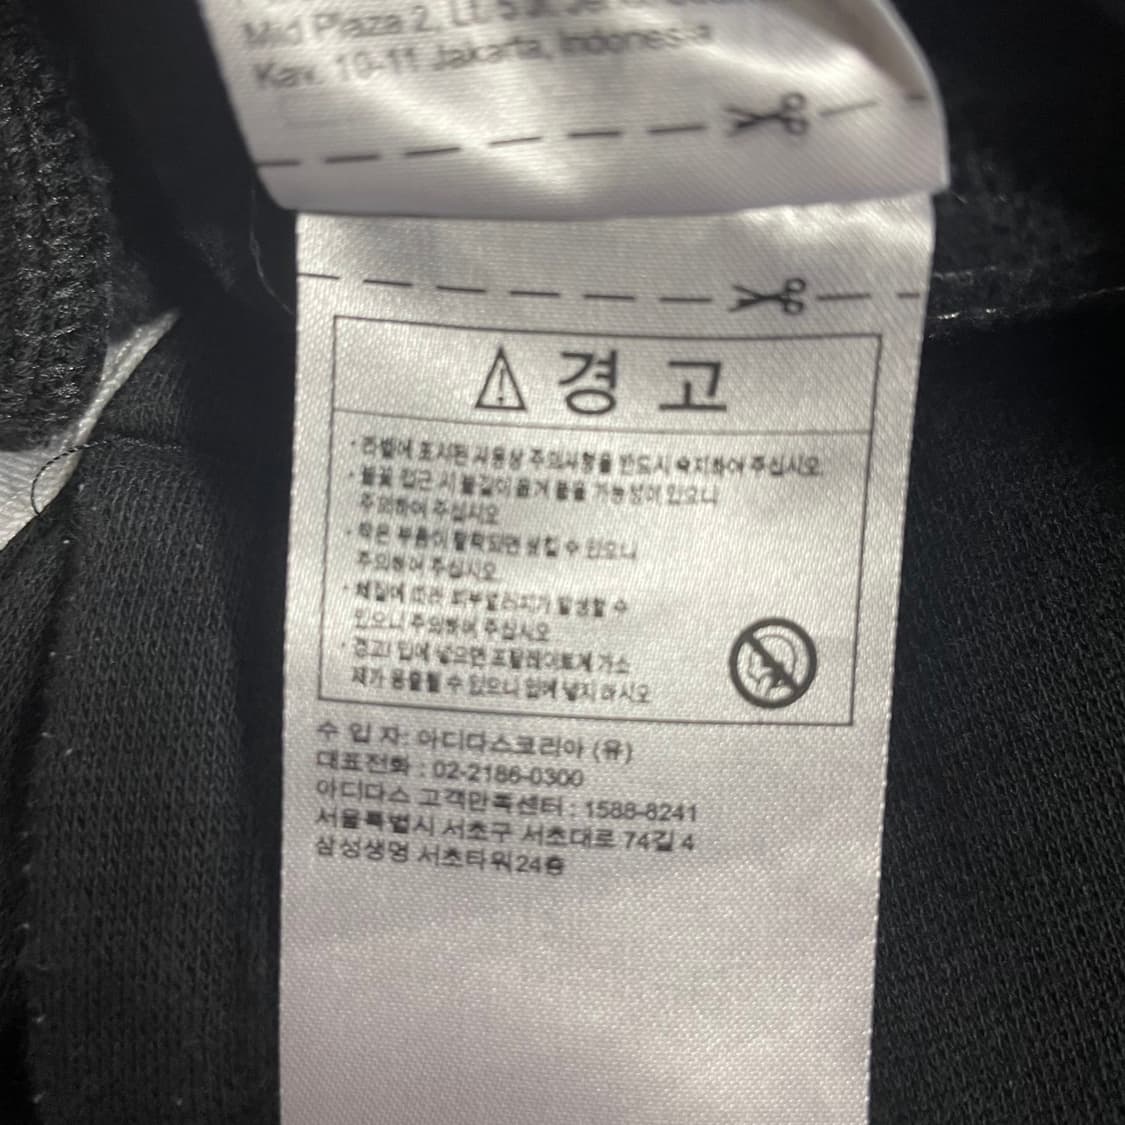 Mid Plaza 2, Lt.
Kav. 10-11 Jakarta, Indonesia
경 고
· 라벨에 표시된 사용상 주의사항을 반드시 숙지하여 주십시오.
· 불꽃 접근 시 불길이 옮겨 붙을 가능성이 있으니
주의하여 주십시오
· 작은 부품이 탈락되면 삼킬 수 있으니
주의하여 주십시오
· 체질에 따라 피부알러지가 발생할 수
있으니 주의하여 주십시오
· 경고! 입에 넣으면 프탈레이트계 가소
제가 용출될 수 있으니 입에 넣지 마시오
수 입 자: 아디다스코리아 (유)
대표전화 : 02-2186-0300
아디다스 고객만족센터 : 1588-8241
서울특별시 서초구 서초대로 74길 4
삼성생명 서초타워24층